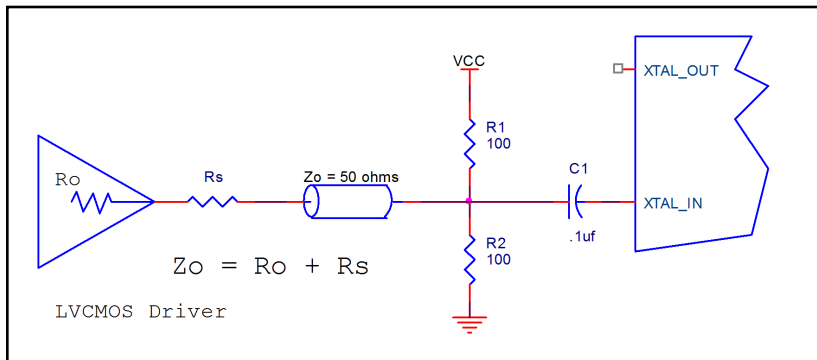 VCC
XTAL_OUT
R1
100
Ro
Rs
Zo = 50 ohms
C1
XTAL_IN
.1uf
R2
100
Zo = Ro + Rs
LVCMOS Driver